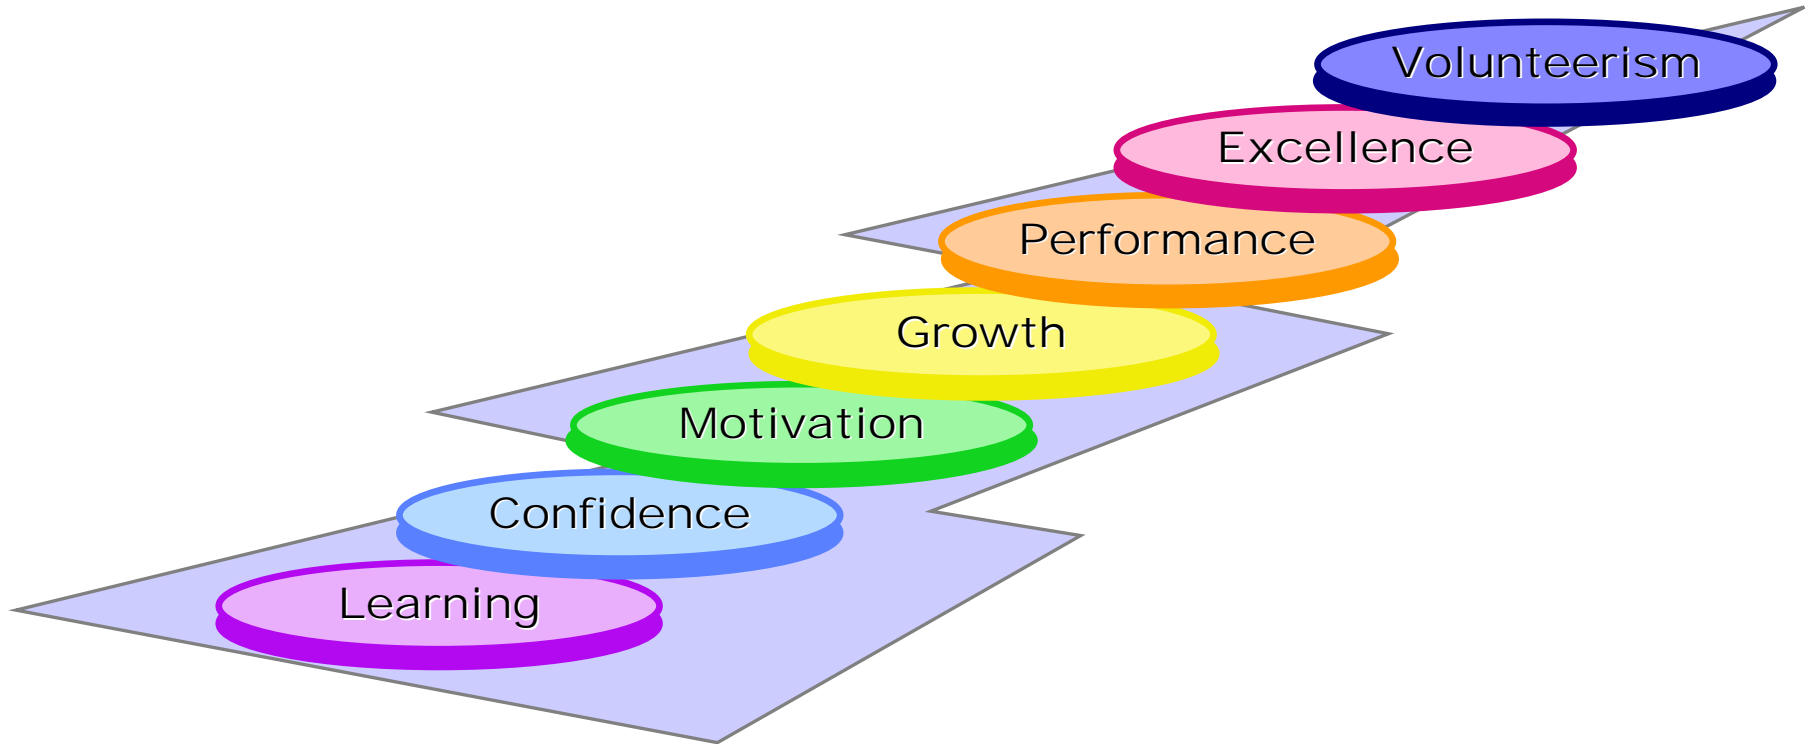 Volunteerism
Excellence
Performance
Growth
Motivation
Confidence
Learning